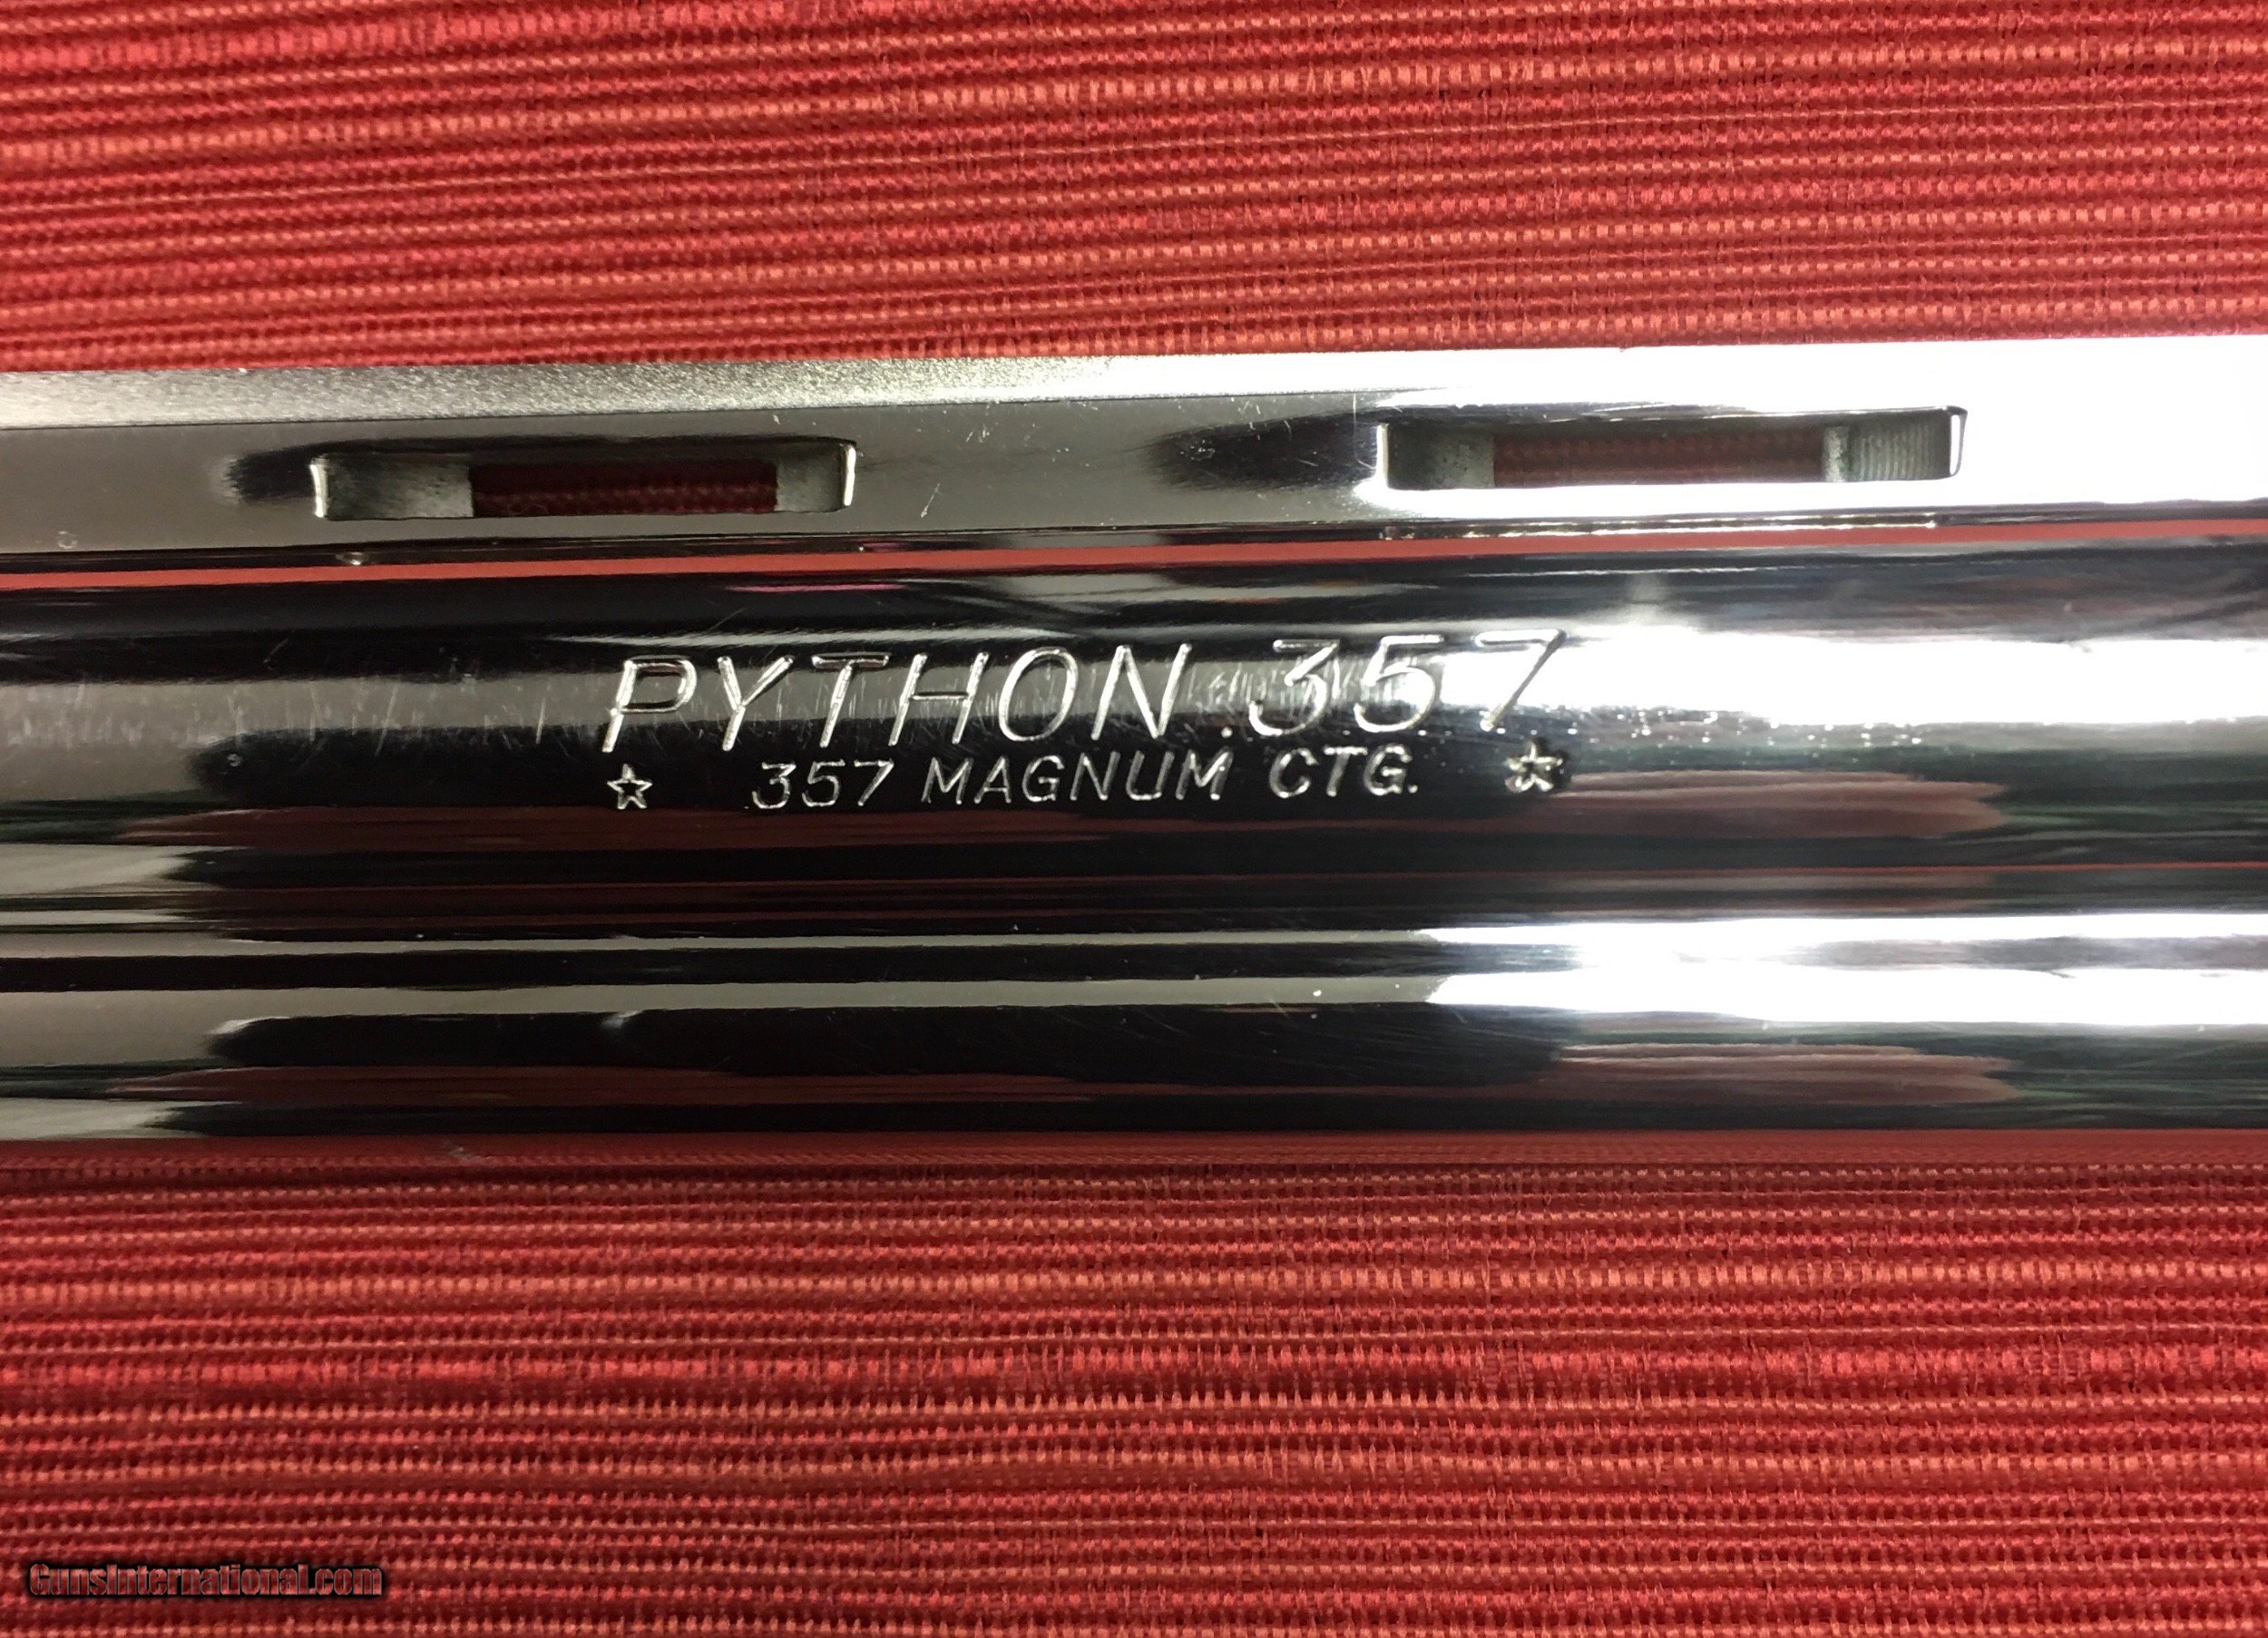 PYTHON .357
☆ 357 MAGNUM CTG. ☆
GunsInternational.com